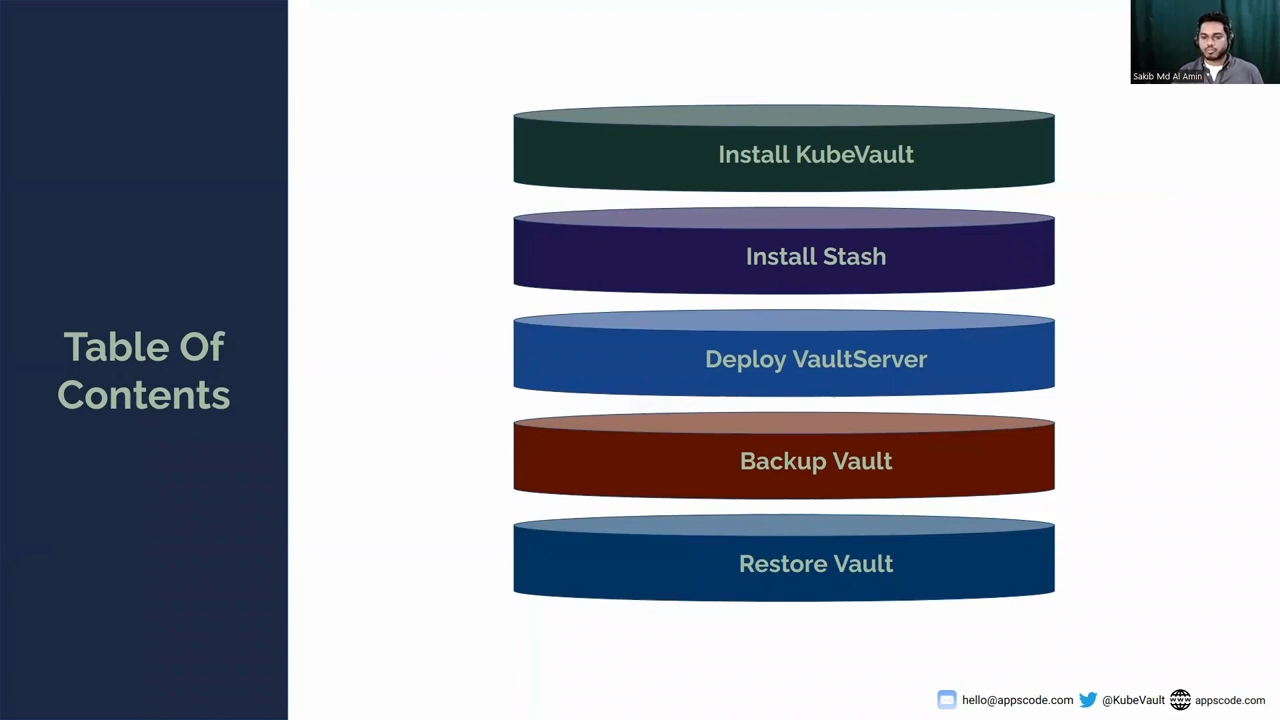 Sakib Md Al Amin
Install KubeVault
Install Stash
Table Of
Contents
Deploy VaultServer
Backup Vault
Restore Vault
hello@appscode.com @KubeVault appscode.com